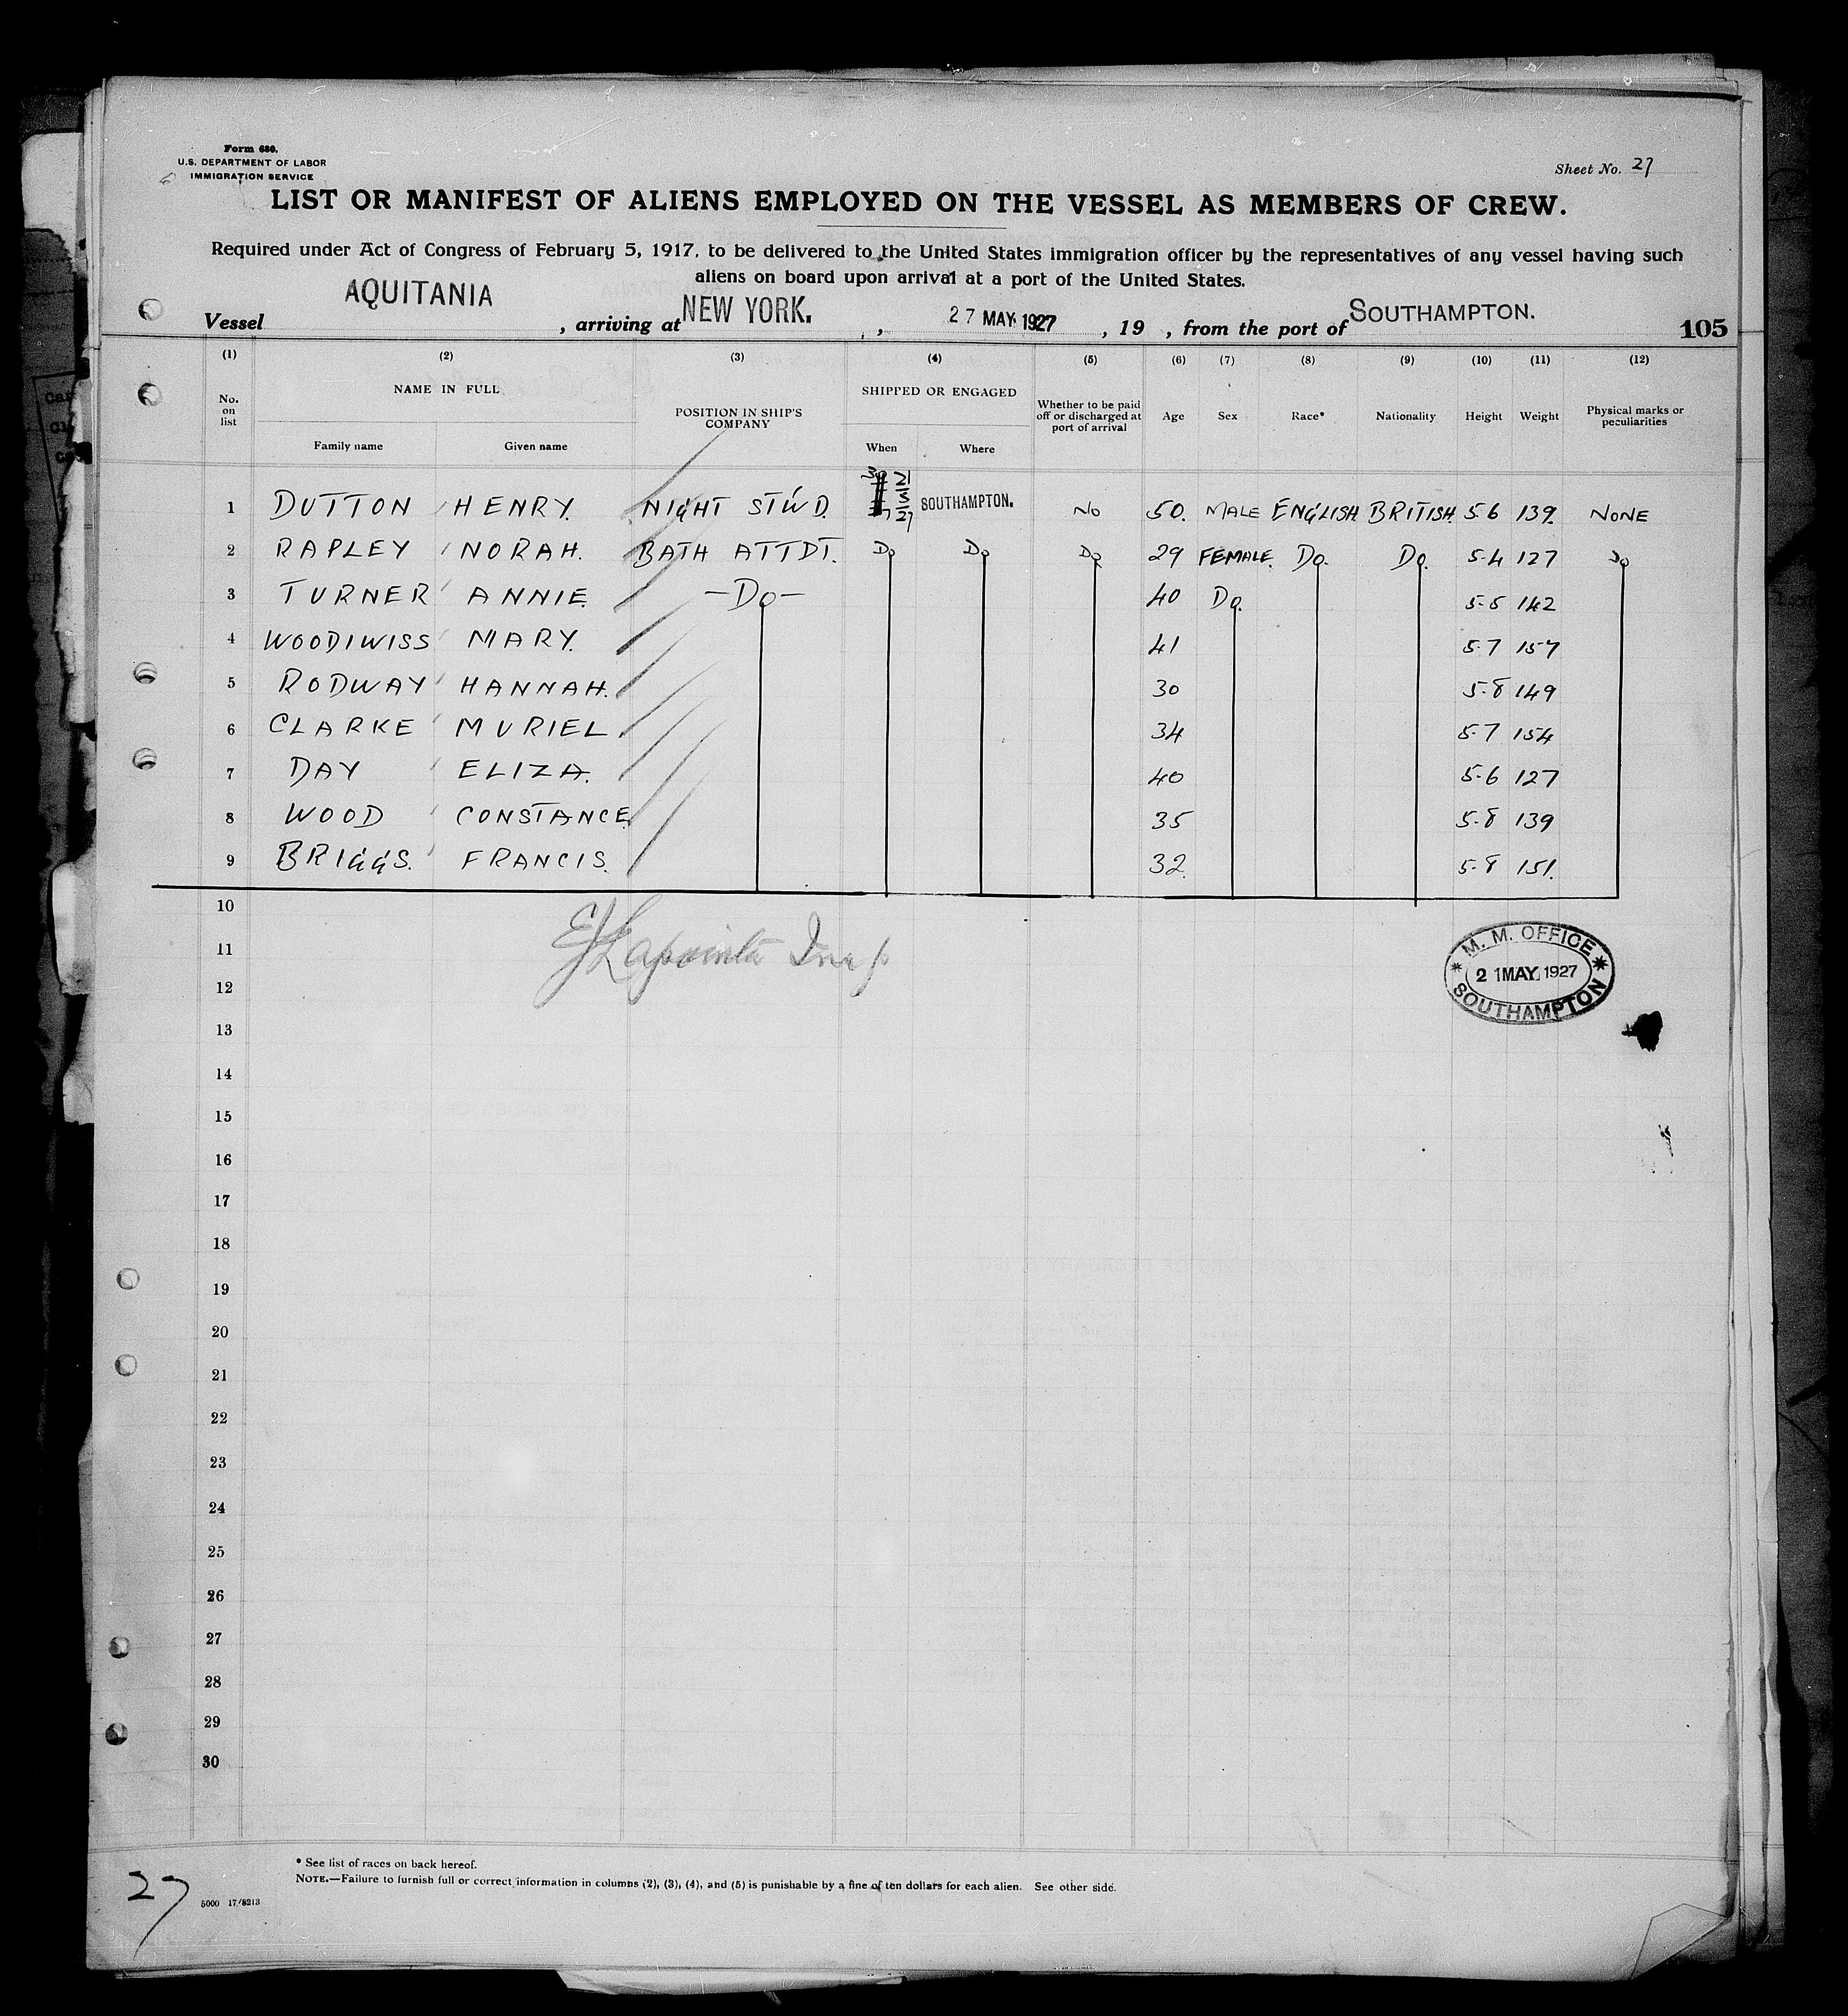 Form 680.
U.S. DEPARTMENT OF LABOR
IMMIGRATION SERVICE
Sheet No. 27
LIST OR MANIFEST OF ALIENS EMPLOYED ON THE VESSEL AS MEMBERS OF CREW.
Required under Act of Congress of February 5, 1917, to be delivered to the United States immigration officer by the representatives of any vessel having such
aliens on board upon arrival at a port of the United States.
Vessel AQUITANIA, arriving at NEW YORK., 27 MAY 1927, 19 , from the port of SOUTHAMPTON. 105
(1) (2) (3) (4) (5) (6) (7) (8) (9) (10) (11) (12)
No. on list NAME IN FULL POSITION IN SHIP'S COMPANY SHIPPED OR ENGAGED Whether to be paid off or discharged at port of arrival Age Sex Race* Nationality Height Weight Physical marks or peculiarities
Family name Given name When Where
1 DUTTON HENRY. NIGHT STWD. 21 5 27 SOUTHAMPTON. NO 50. MALE ENGLISH. BRITISH. 5-6 139. NONE
2 RAPLEY NORAH. BATH ATTDT. Do Do Do 29 FEMALE. Do. Do. 5-4 127 Do
3 TURNER ANNIE. -Do- 40 Do. 5-5 142
4 WOODIWISS MARY. 41 5-7 157
5 RODWAY HANNAH. 30 5-8 149
6 CLARKE MURIEL. 34 5-7 154
7 DAY ELIZA. 40 5-6 127
8 WOOD CONSTANCE. 35 5-8 139
9 BRIGGS. FRANCIS. 32. 5-8 151.
10
11
12
13
14
15
16
17
18
19
20
21
22
23
24
25
26
27
28
29
30
EJ Lapointe Insp
M. M. OFFICE
21 MAY 1927
SOUTHAMPTON
* See list of races on back hereof.
NOTE.—Failure to furnish full or correct information in columns (2), (3), (4), and (5) is punishable by a fine of ten dollars for each alien. See other side.
27
5000 17/8213